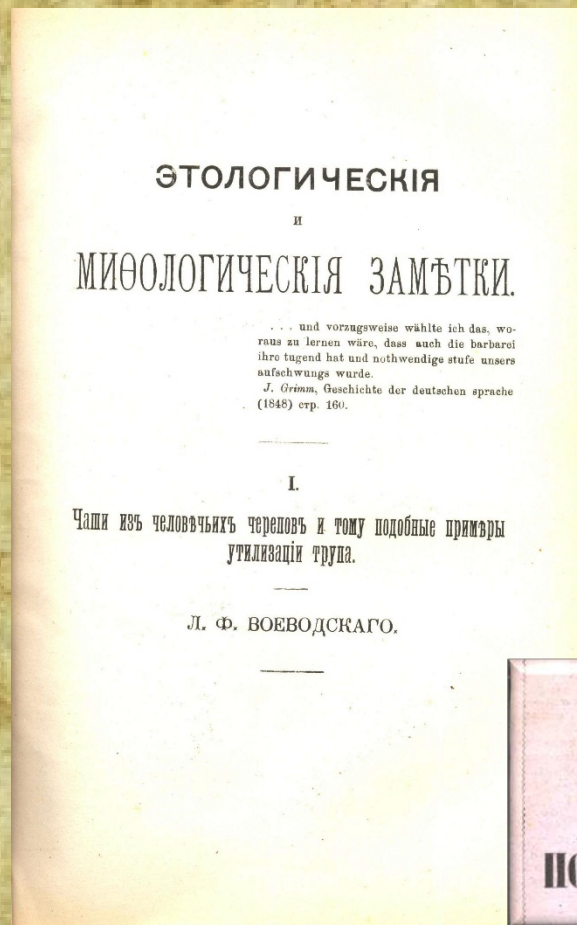 ЭТОЛОГИЧЕСКІЯ
И
МИѲОЛОГИЧЕСКІЯ ЗАМѢТКИ.
. . . und vorzugsweise wählte ich das, wo-
raus zu lernen wäre, dass auch die barbarei
ihre tugend hat und nothwendige stufe unsers
aufschwungs wurde.
J. Grimm, Geschichte der deutschen sprache
(1848) стр. 160.
I.
Чаши изъ человѣчьихъ череповъ и тому подобные примѣры
утилизаціи трупа.
Л. Ф. ВОЕВОДСКАГО.